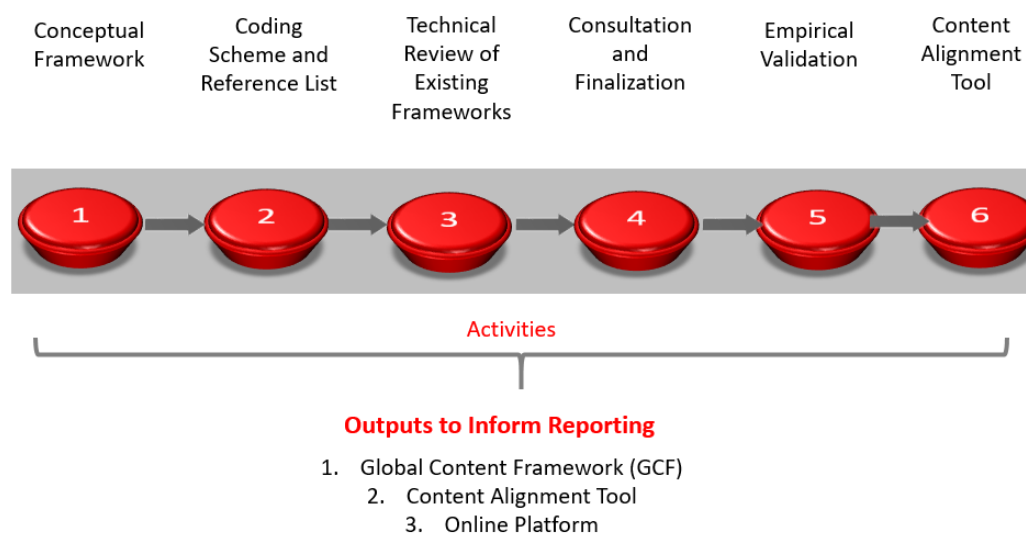 Conceptual
Framework
Coding
Scheme and
Reference List
Technical
Review of
Existing
Frameworks
Consultation
and
Finalization
Empirical
Validation
Content
Alignment
Tool
1
2
3
4
5
6
Activities
Outputs to Inform Reporting
1. Global Content Framework (GCF)
2. Content Alignment Tool
3. Online Platform